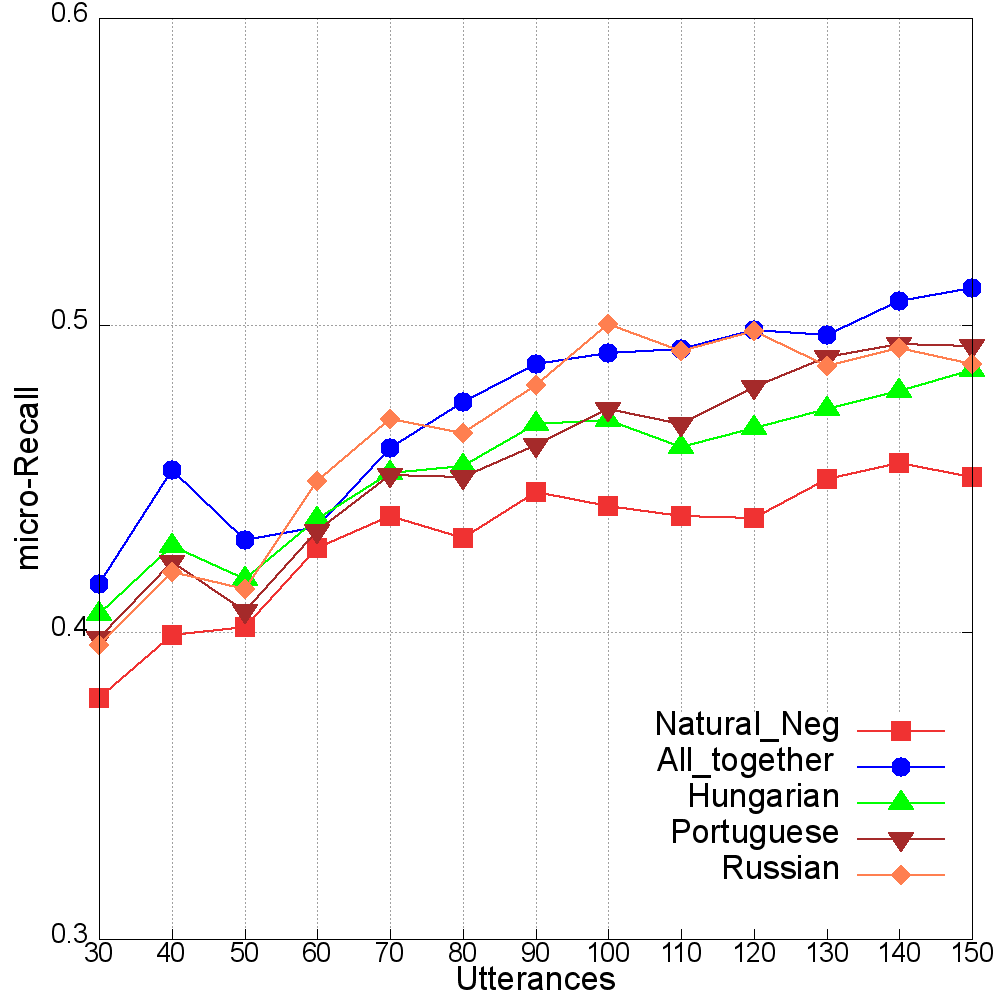 0.6
0.5
0.4
0.3
micro-Recall
30 40 50 60 70 80 90 100 110 120 130 140 150
Utterances
Natural_Neg
All_together
Hungarian
Portuguese
Russian